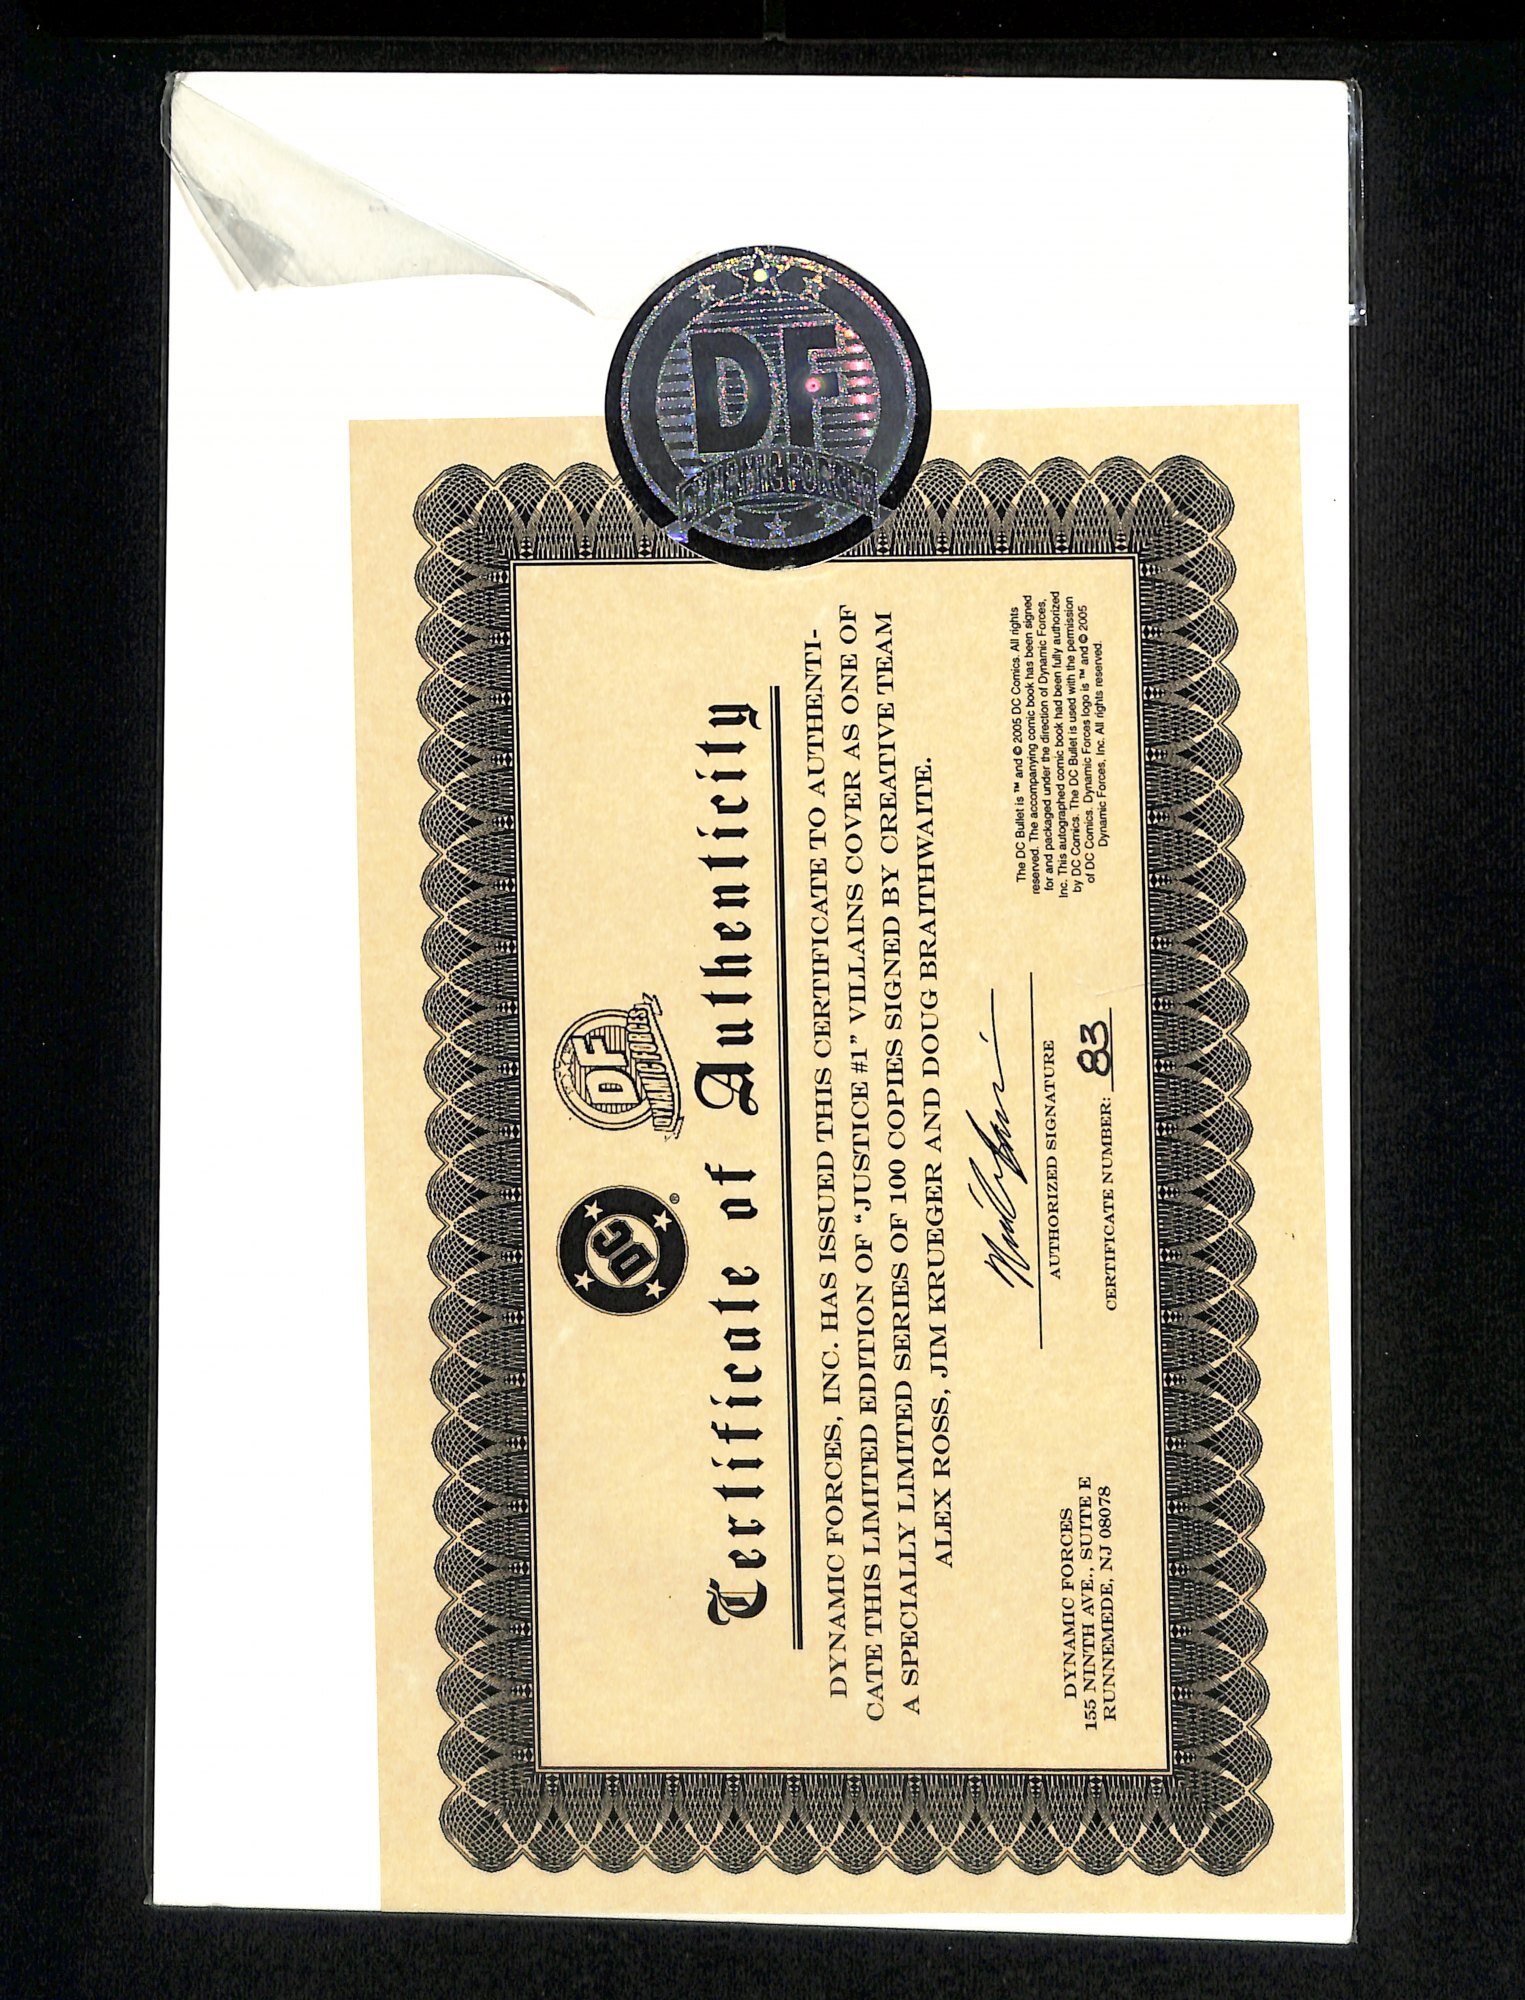 DF
DYNAMIC FORCES
DC
®
DF
DYNAMIC FORCES
Certificate of Authenticity
DYNAMIC FORCES, INC. HAS ISSUED THIS CERTIFICATE TO AUTHENTI-
CATE THIS LIMITED EDITION OF "JUSTICE #1" VILLAINS COVER AS ONE OF
A SPECIALLY LIMITED SERIES OF 100 COPIES SIGNED BY CREATIVE TEAM
ALEX ROSS, JIM KRUEGER AND DOUG BRAITHWAITE.
DYNAMIC FORCES
155 NINTH AVE., SUITE E
RUNNEMEDE, NJ 08078
AUTHORIZED SIGNATURE
CERTIFICATE NUMBER: 83
The DC Bullet is ™ and © 2005 DC Comics. All rights
reserved. The accompanying comic book has been signed
for and packaged under the direction of Dynamic Forces,
Inc. This autographed comic book had been fully authorized
by DC Comics. The DC Bullet is used with the permission
of DC Comics. Dynamic Forces logo is ™ and © 2005
Dynamic Forces, Inc. All rights reserved.